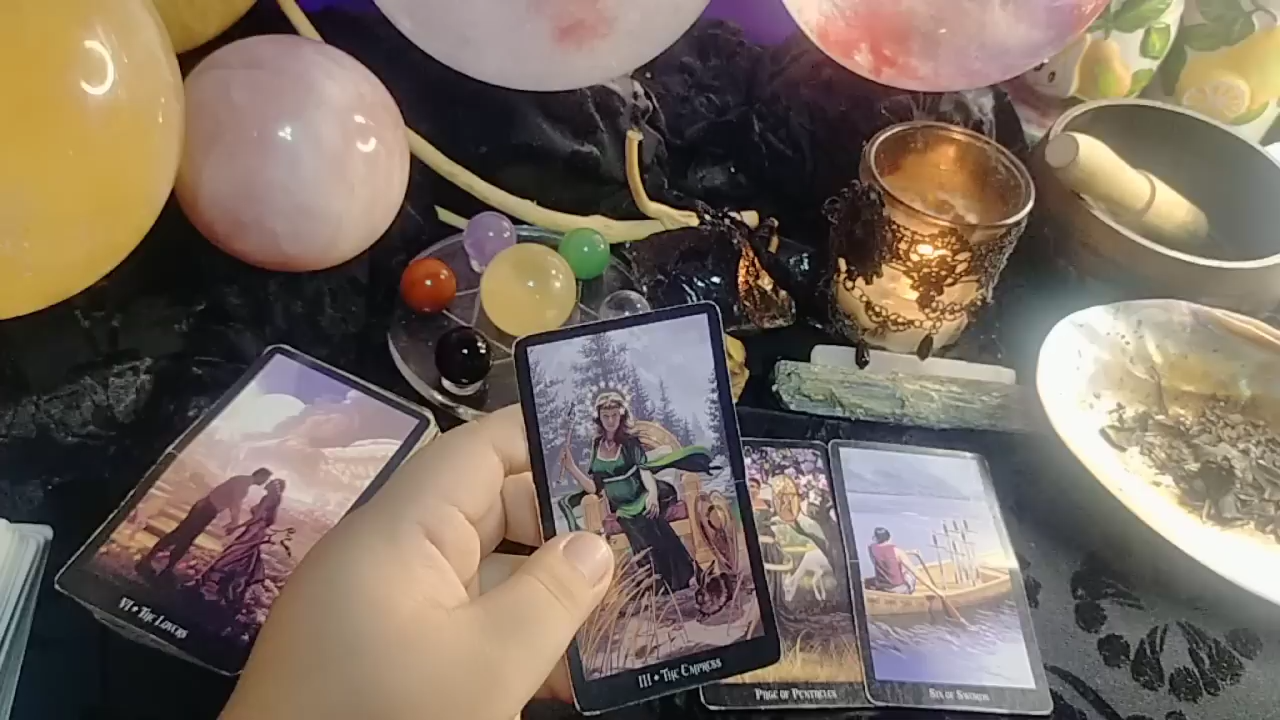 VI • THE LOVERS
III • THE EMPRESS
PAGE OF PENTACLES
SIX OF SWORDS